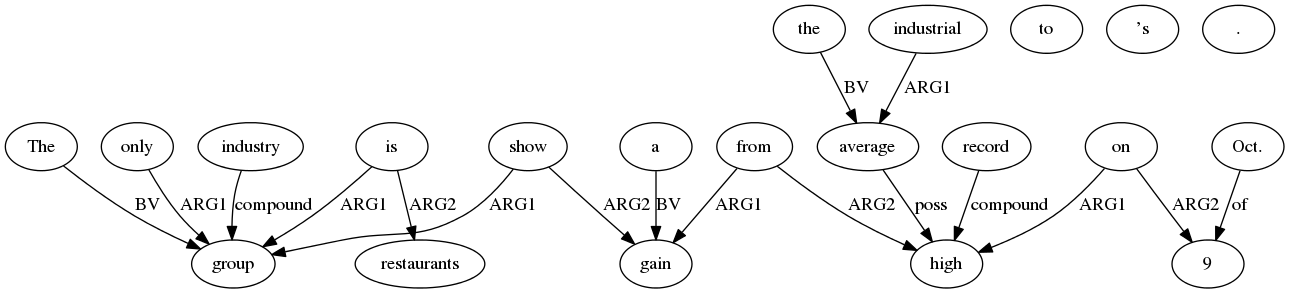 the industrial to 's .
BV ARG1
The only industry is show a from average record on Oct.
BV ARG1 compound ARG1 ARG2 ARG1 ARG2 BV ARG1 ARG2 poss compound ARG1 ARG2 of
group restaurants gain high 9